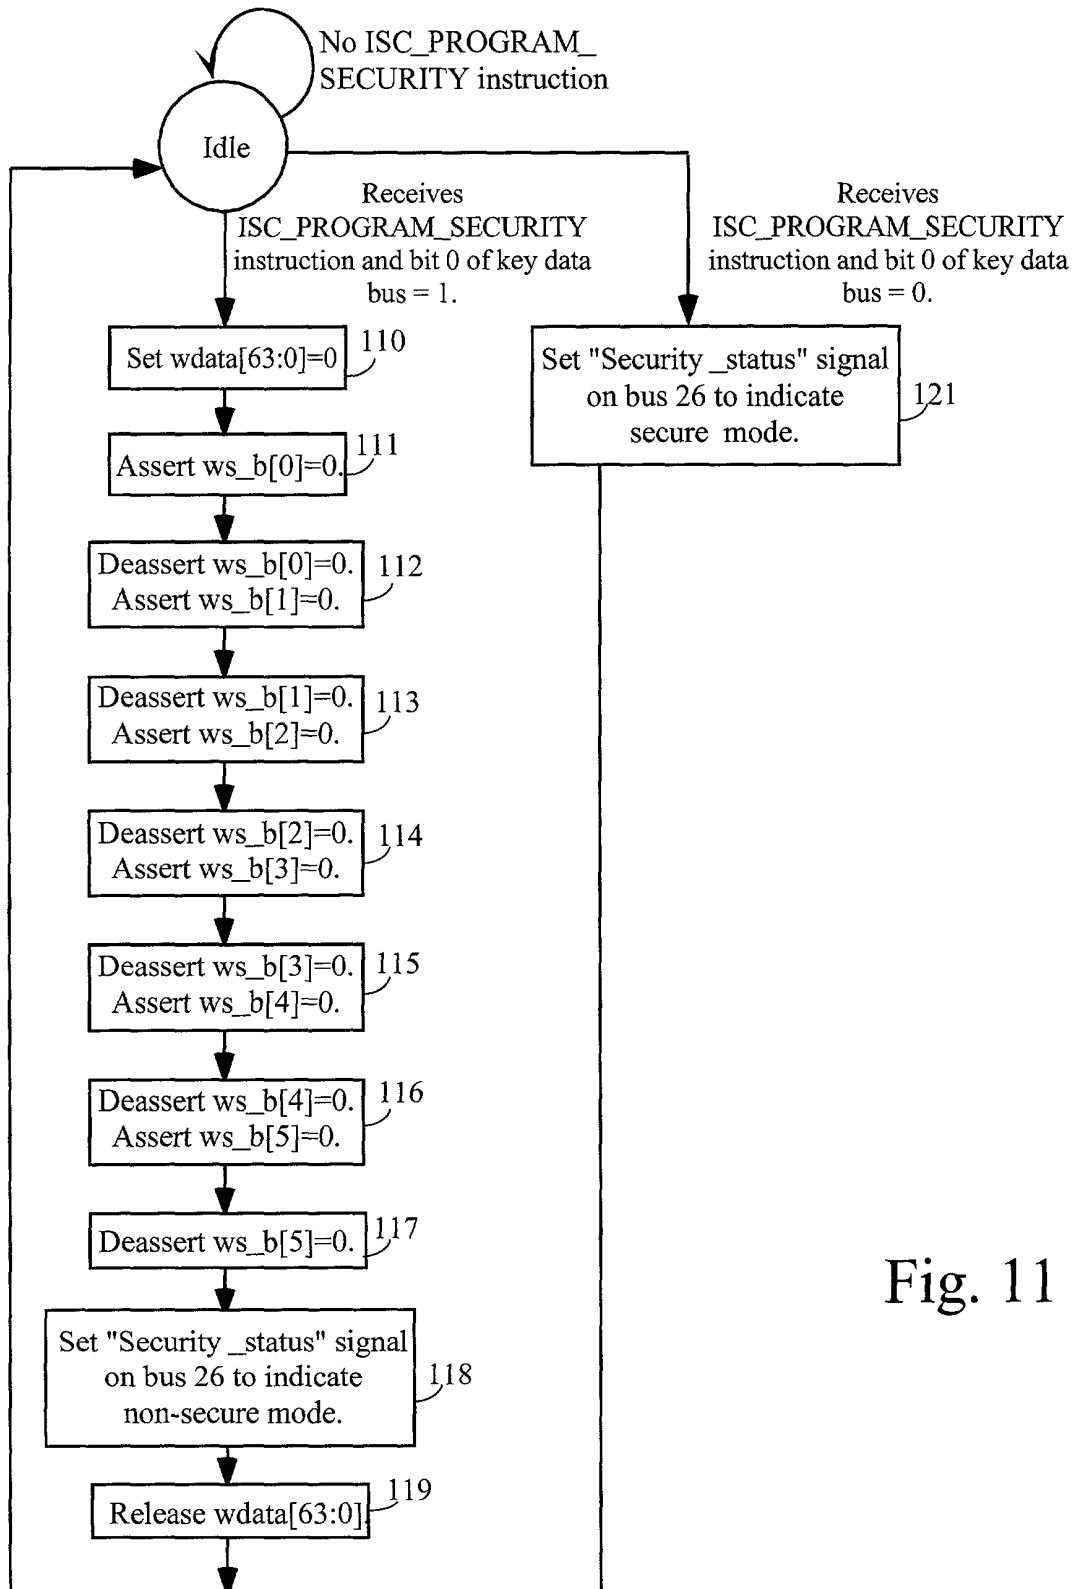 No ISC_PROGRAM_
SECURITY instruction
Idle
Receives
ISC_PROGRAM_SECURITY
instruction and bit 0 of key data
bus = 1.
Receives
ISC_PROGRAM_SECURITY
instruction and bit 0 of key data
bus = 0.
Set wdata[63:0]=0
110
Set "Security _status" signal
on bus 26 to indicate
secure mode.
121
Assert ws_b[0]=0.
111
Deassert ws_b[0]=0.
Assert ws_b[1]=0.
112
Deassert ws_b[1]=0.
Assert ws_b[2]=0.
113
Deassert ws_b[2]=0.
Assert ws_b[3]=0.
114
Deassert ws_b[3]=0.
Assert ws_b[4]=0.
115
Deassert ws_b[4]=0.
Assert ws_b[5]=0.
116
Deassert ws_b[5]=0.
117
Set "Security _status" signal
on bus 26 to indicate
non-secure mode.
118
Release wdata[63:0].
119
Fig. 11